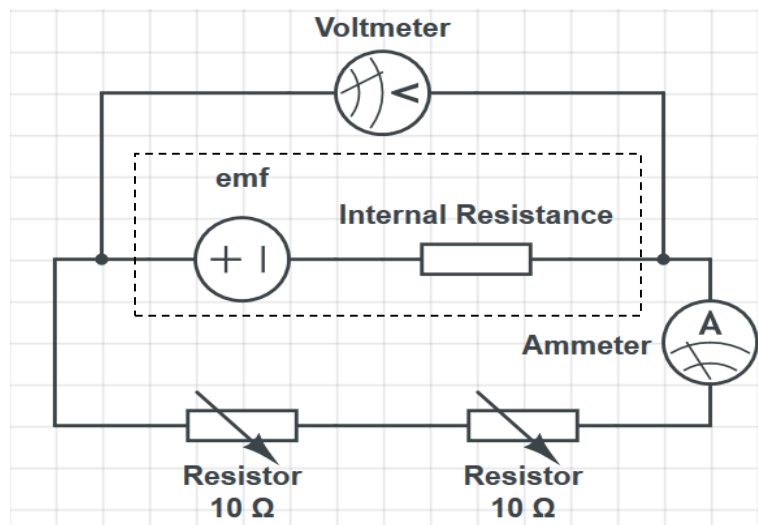 Voltmeter
V
emf
Internal Resistance
+ –
A
Ammeter
Resistor
10 Ω
Resistor
10 Ω